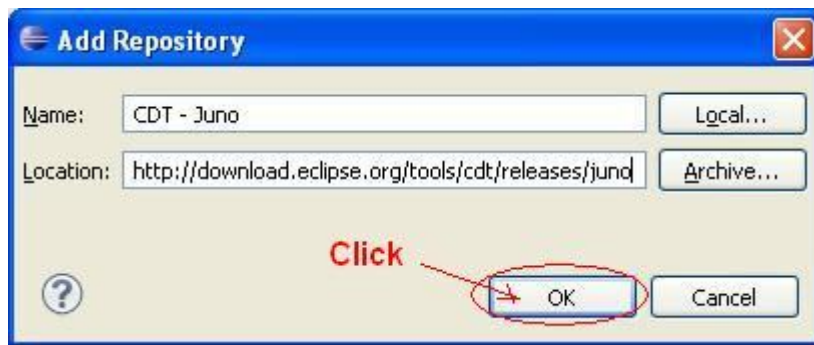 Add Repository
Name: CDT - Juno Local...
Location: http://download.eclipse.org/tools/cdt/releases/juno Archive...
Click
? OK Cancel